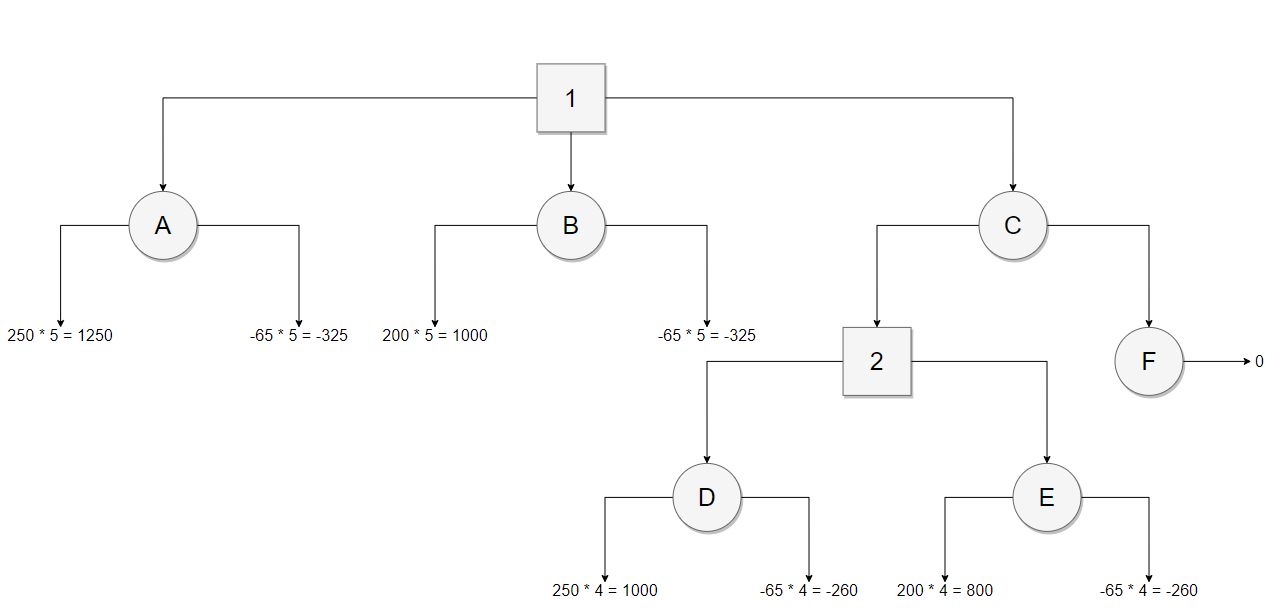 1
A
B
C
250 * 5 = 1250
-65 * 5 = -325
200 * 5 = 1000
-65 * 5 = -325
2
F
0
D
E
250 * 4 = 1000
-65 * 4 = -260
200 * 4 = 800
-65 * 4 = -260